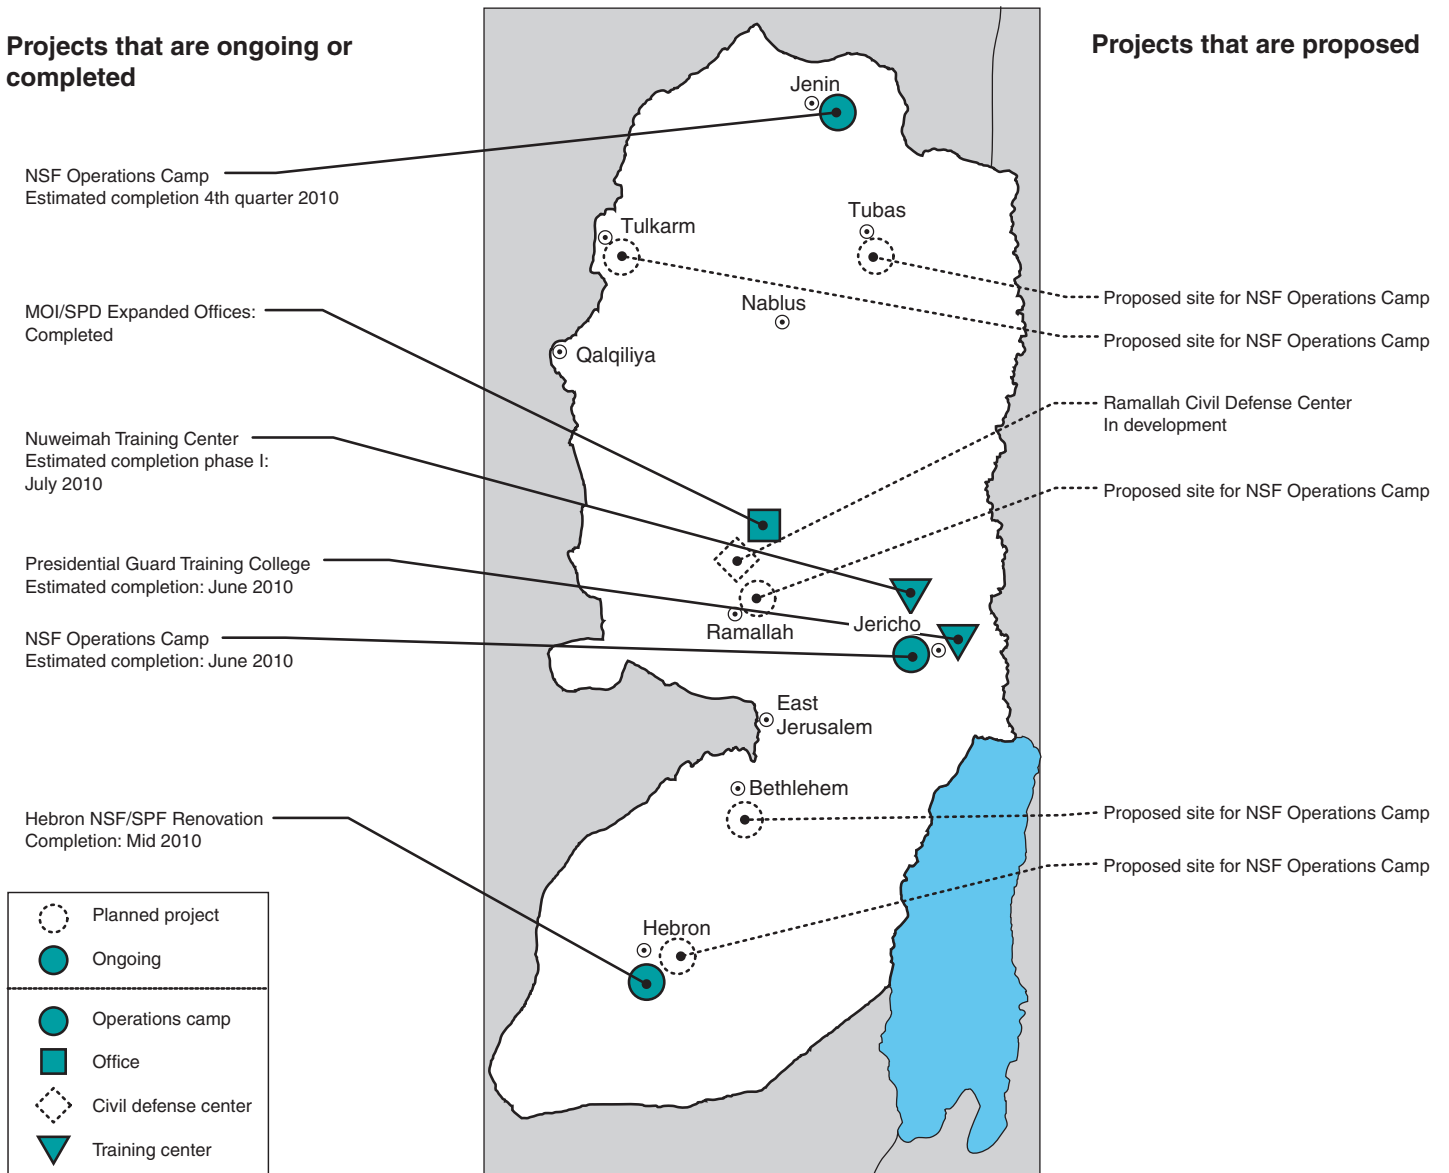 Projects that are ongoing or
completed
NSF Operations Camp
Estimated completion 4th quarter 2010
MOI/SPD Expanded Offices:
Completed
Nuweimah Training Center
Estimated completion phase I:
July 2010
Presidential Guard Training College
Estimated completion: June 2010
NSF Operations Camp
Estimated completion: June 2010
Hebron NSF/SPF Renovation
Completion: Mid 2010
Planned project
Ongoing
Operations camp
Office
Civil defense center
Training center
Jenin
Tulkarm
Tubas
Nablus
Qalqiliya
Ramallah
Jericho
East
Jerusalem
Bethlehem
Hebron
Projects that are proposed
Proposed site for NSF Operations Camp
Proposed site for NSF Operations Camp
Ramallah Civil Defense Center
In development
Proposed site for NSF Operations Camp
Proposed site for NSF Operations Camp
Proposed site for NSF Operations Camp